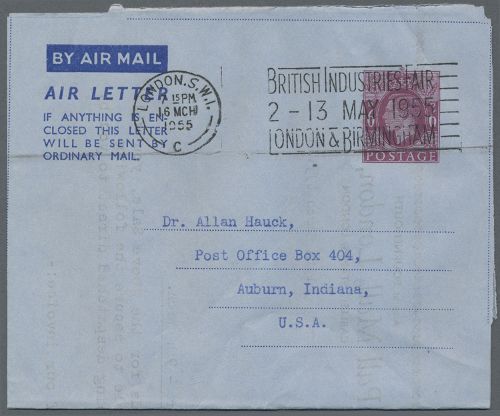 BY AIR MAIL
AIR LETTER
IF ANYTHING IS EN-
CLOSED THIS LETTER
WILL BE SENT BY
ORDINARY MAIL.
LONDON.S.W.1.
7 15 PM
16 MCH
1955
C
BRITISH INDUSTRIES FAIR
2 - 13 MAY 1955
LONDON & BIRMINGHAM
POSTAGE
Dr. Allan Hauck,
Post Office Box 404,
Auburn, Indiana,
U.S.A.